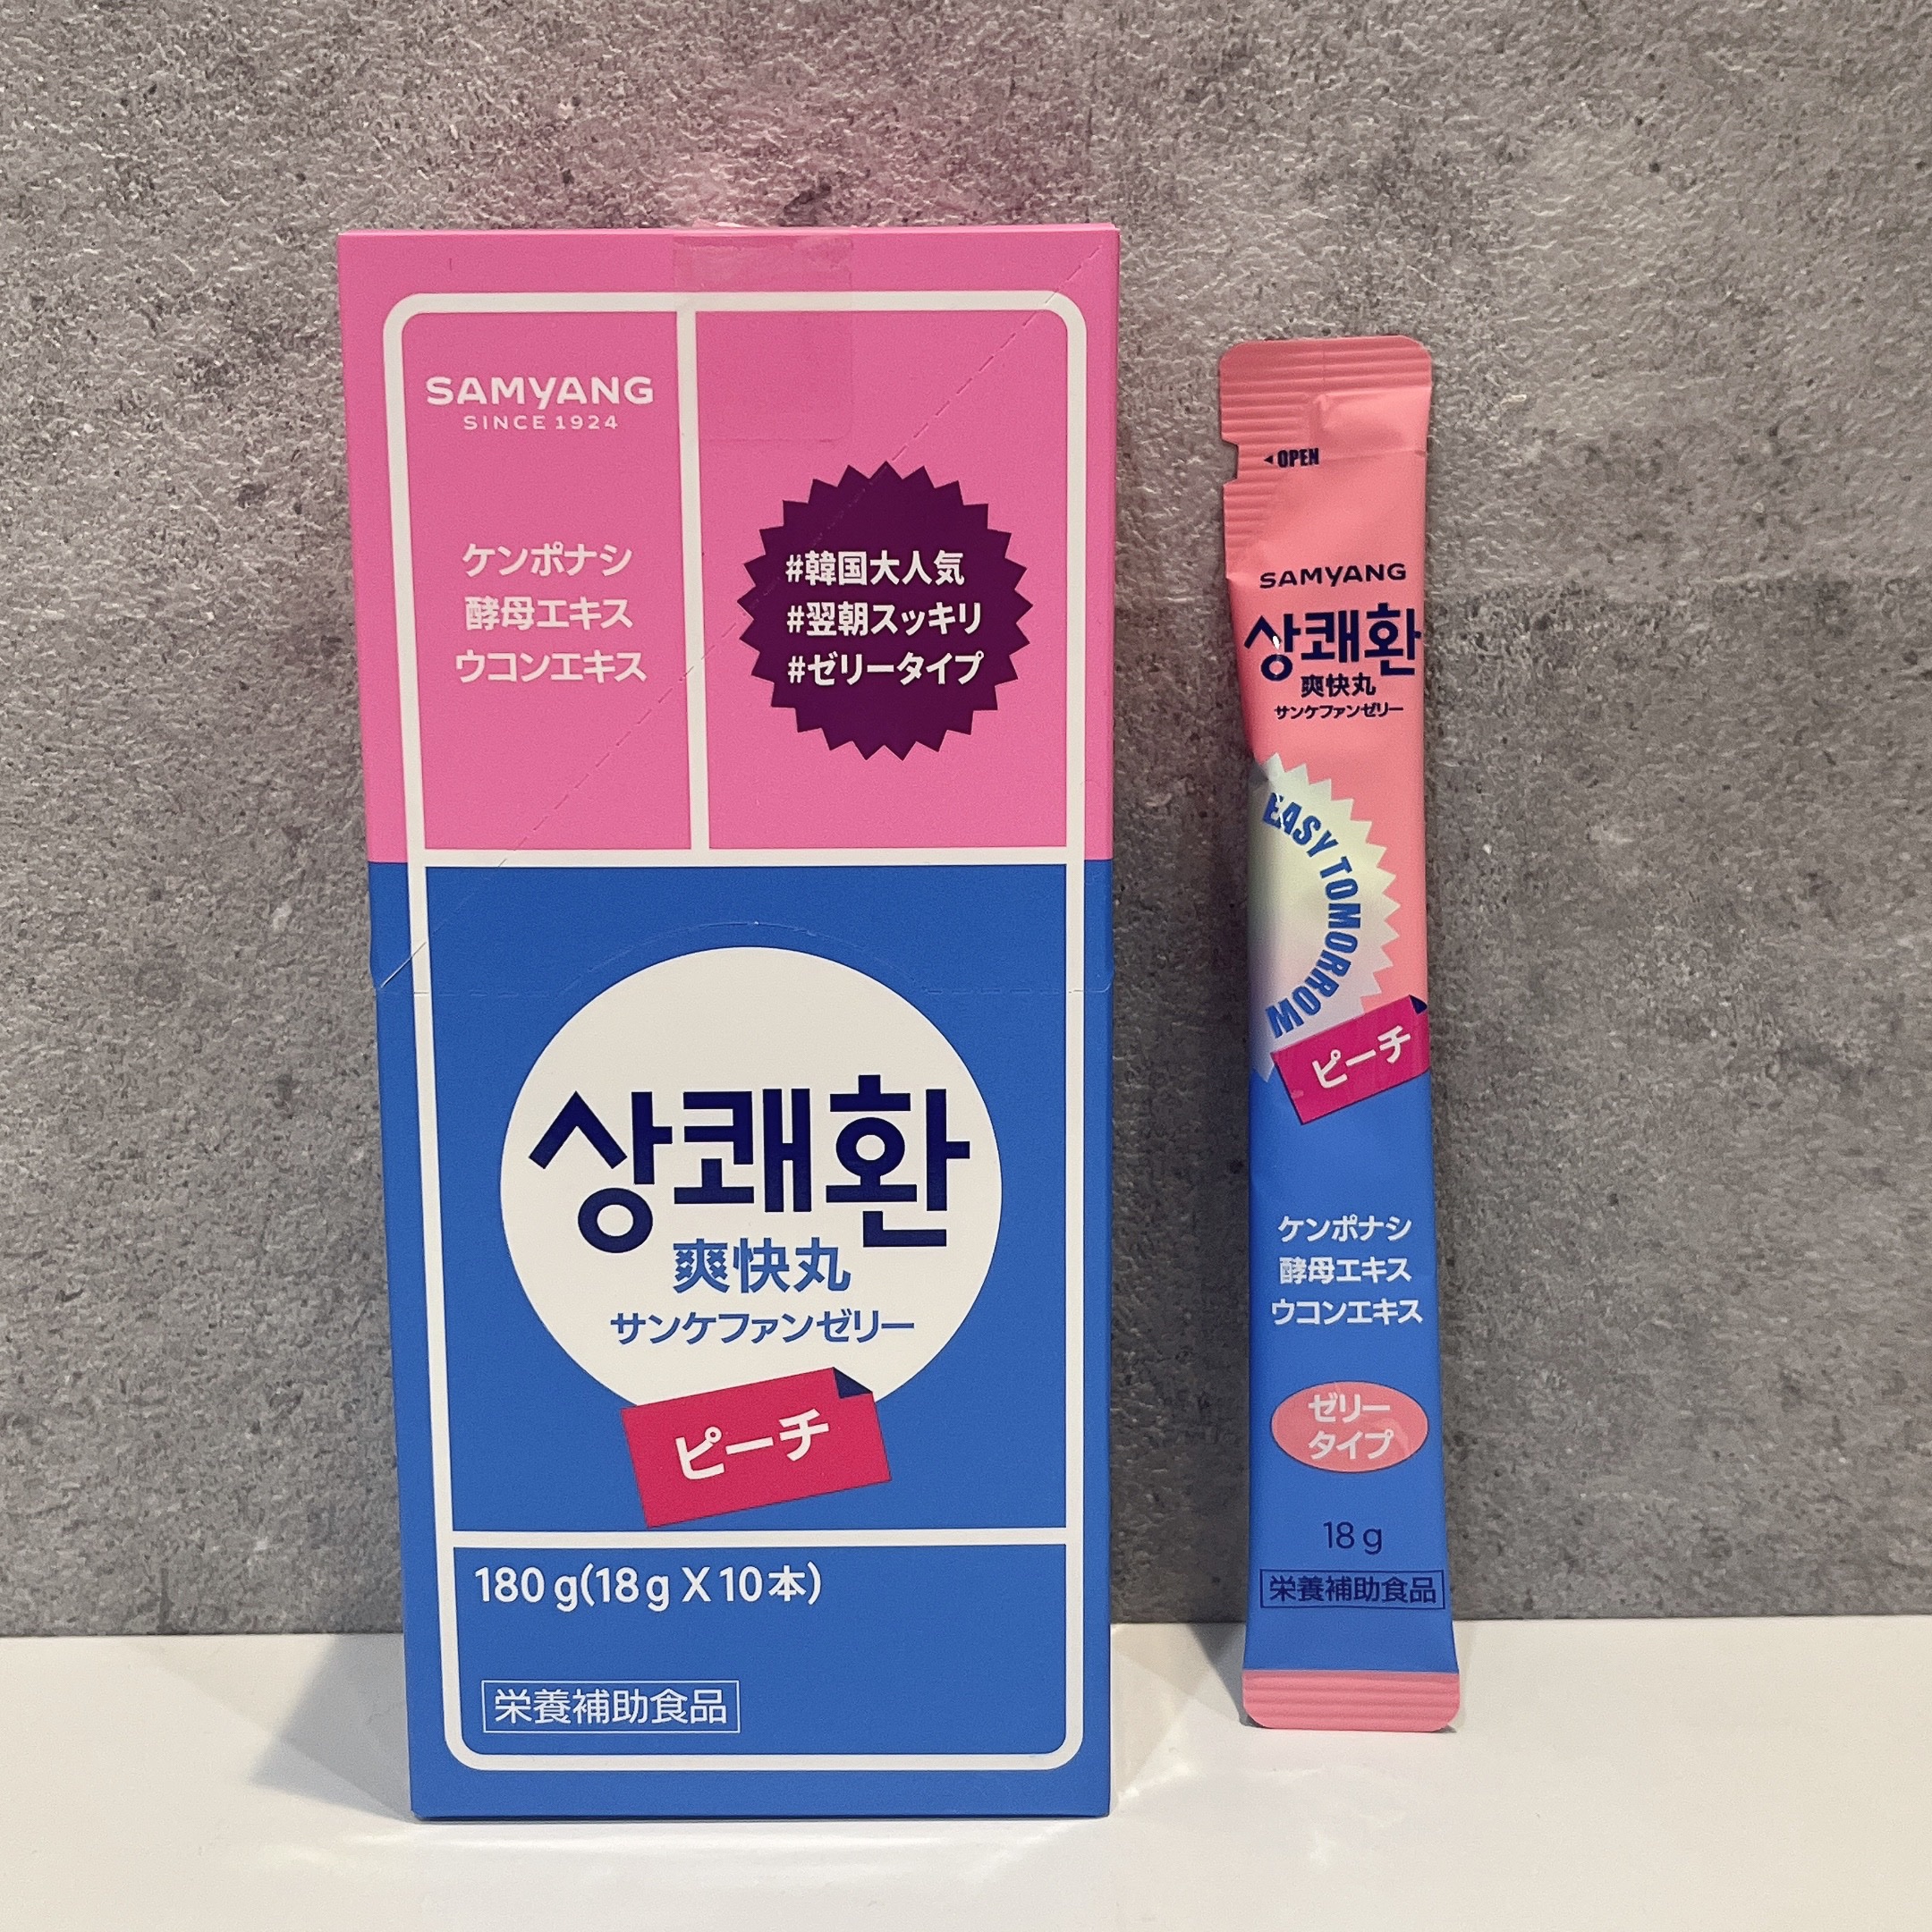 SAMYANG
SINCE 1924
ケンポナシ
酵母エキス
ウコンエキス
#韓国大人気
#翌朝スッキリ
#ゼリータイプ
상쾌환
爽快丸
サンケファンゼリー
ピーチ
180 g(18 g X 10本)
栄養補助食品
◂OPEN
SAMYANG
상쾌환
爽快丸
サンケファンゼリー
EASY TOMORROW
ピーチ
ケンポナシ
酵母エキス
ウコンエキス
ゼリー
タイプ
18 g
栄養補助食品